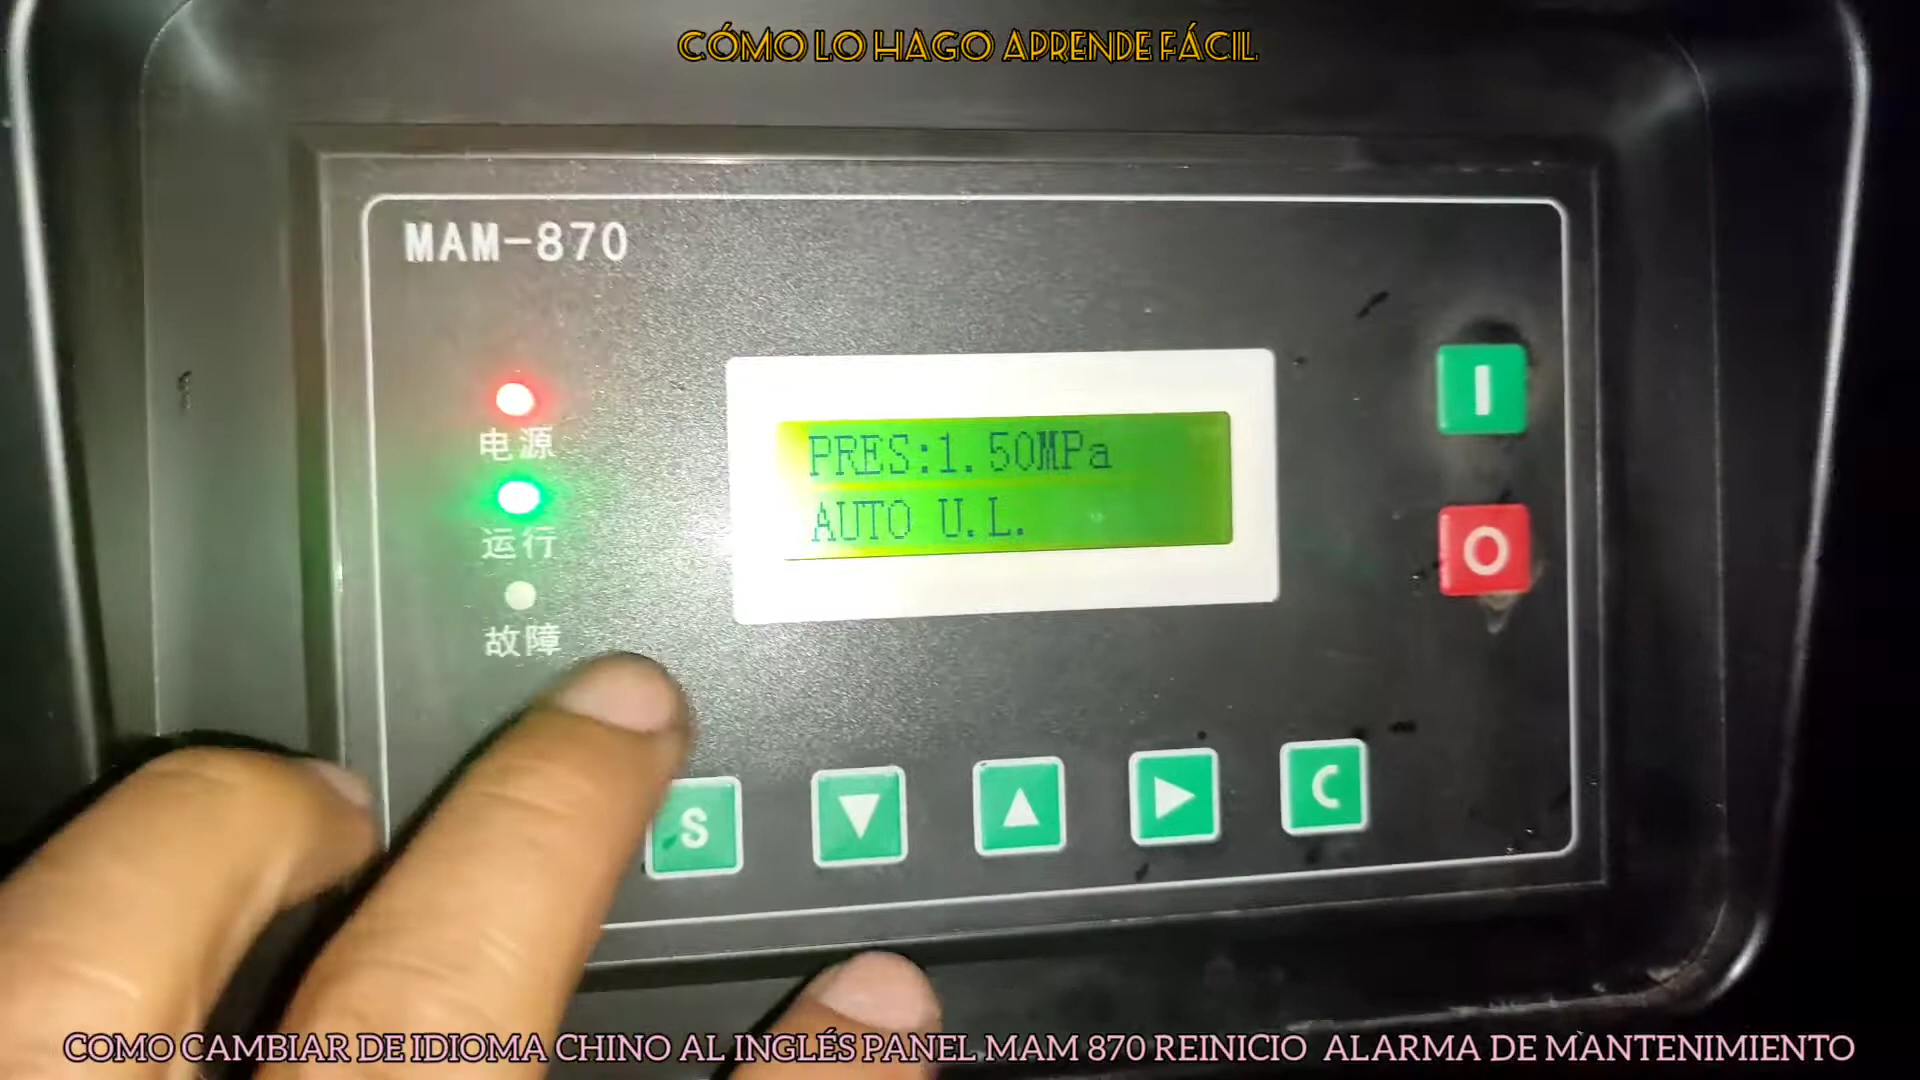 CÓMO LO HAGO APRENDE FÁCIL
MAM-870
电源
运行
故障
PRES:1.50MPa
AUTO U.L.
I
O
S
C
COMO CAMBIAR DE IDIOMA CHINO AL INGLÉS PANEL MAM 870 REINICIO ALARMA DE MANTENIMIENTO